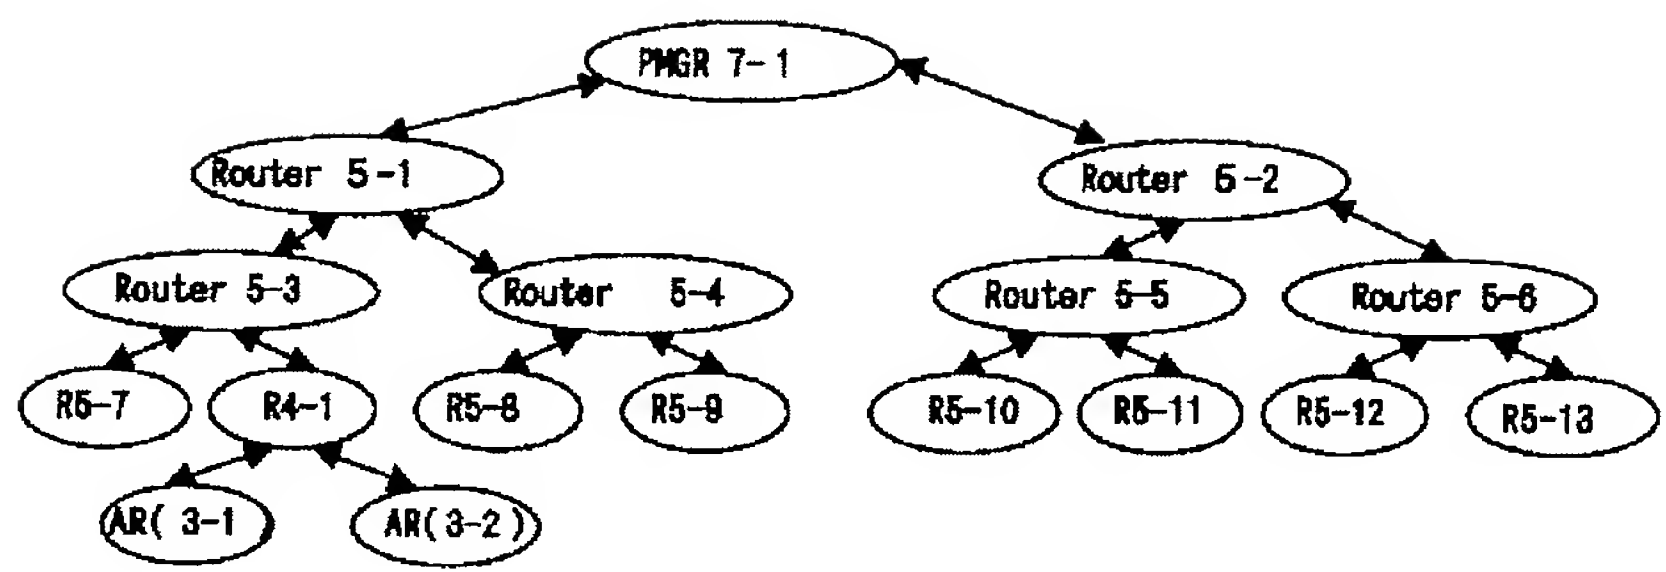 PMGR 7-1
Router 5-1
Router 5-2
Router 5-3
Router 5-4
Router 5-5
Router 5-6
R5-7
R4-1
R5-8
R5-9
R5-10
R5-11
R5-12
R5-13
AR( 3-1 )
AR(3-2)